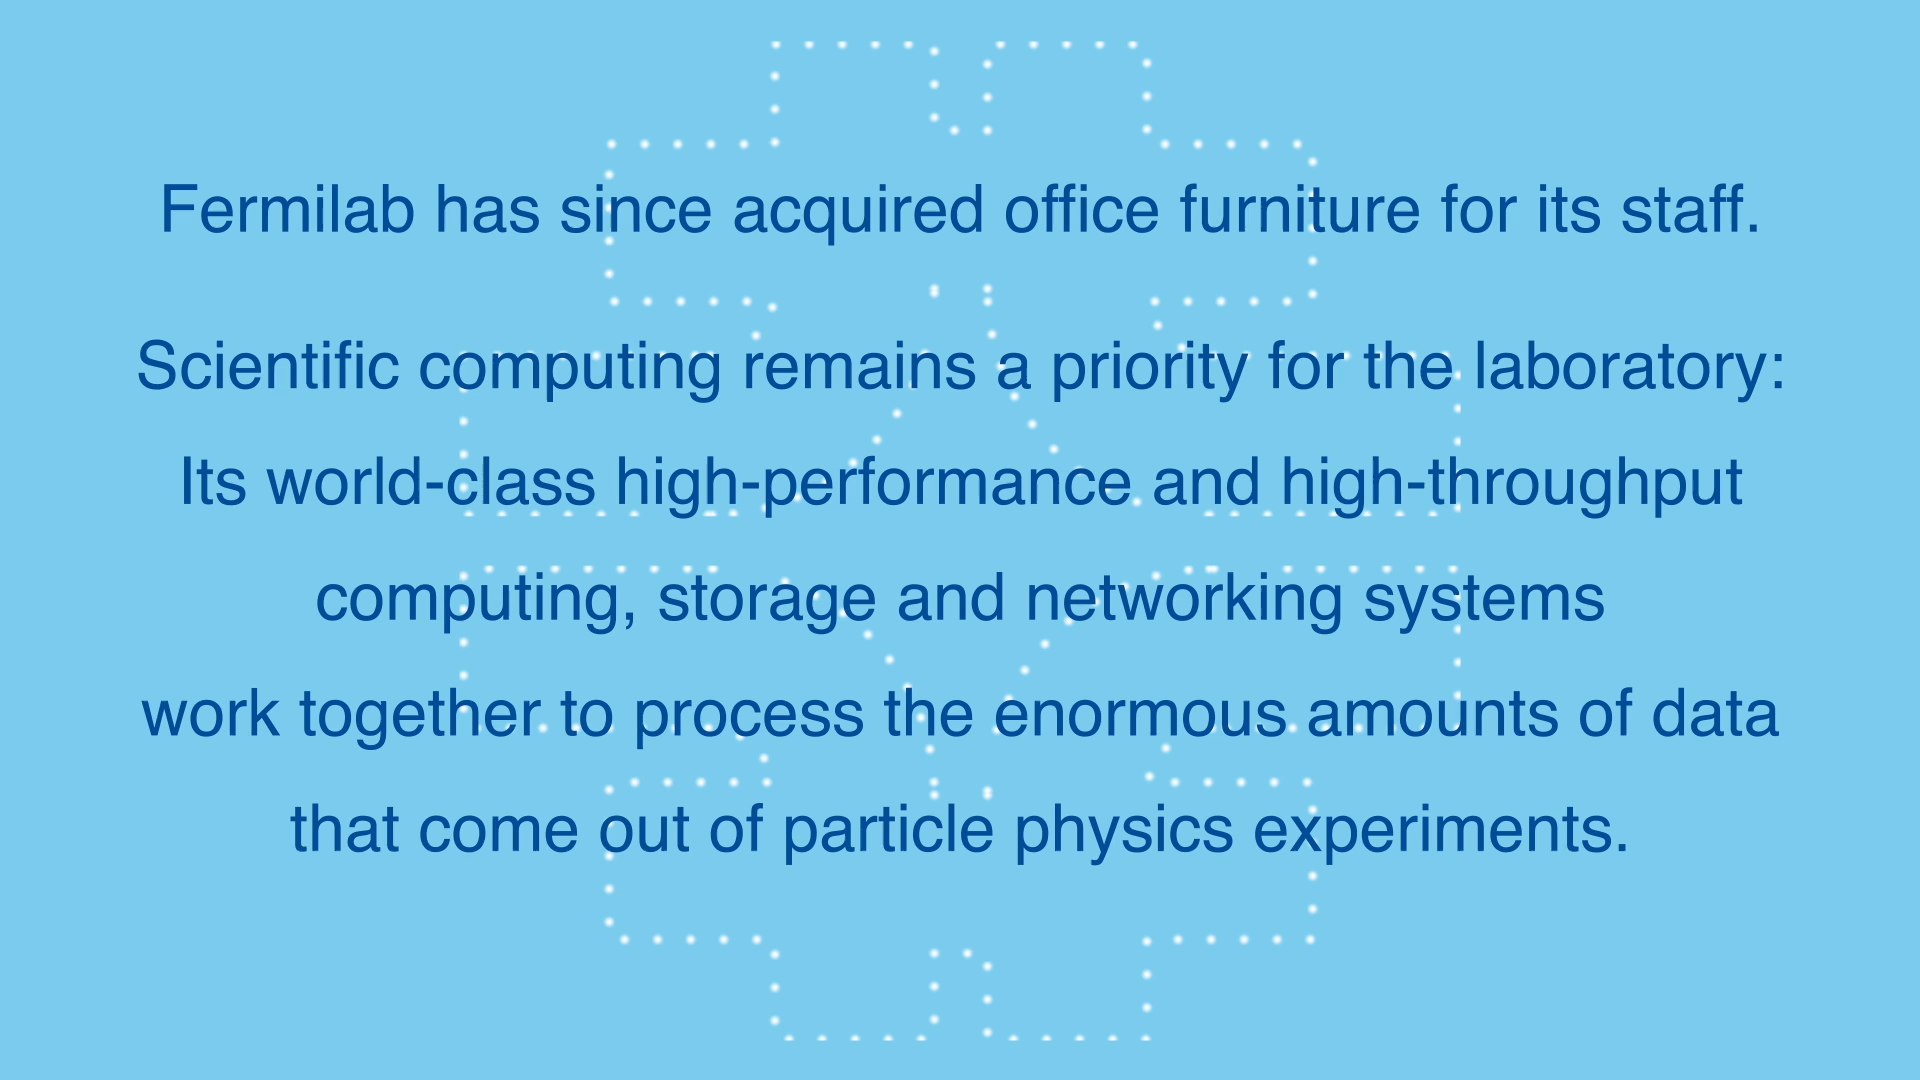 Fermilab has since acquired office furniture for its staff.
Scientific computing remains a priority for the laboratory:
Its world-class high-performance and high-throughput
computing, storage and networking systems
work together to process the enormous amounts of data
that come out of particle physics experiments.